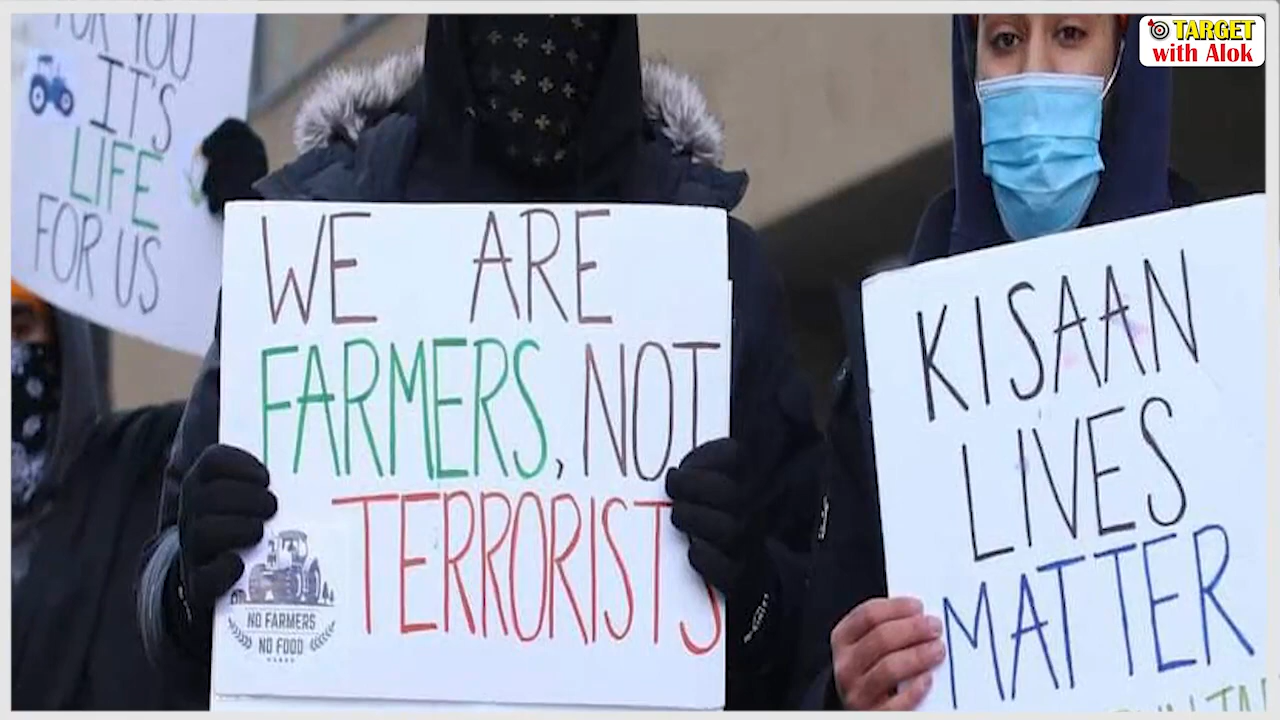 FOR YOU
IT'S
LIFE
FOR US
WE ARE
FARMERS, NOT
TERRORISTS
NO FARMERS
NO FOOD
KISAAN
LIVES
MATTER
TARGET
with Alok